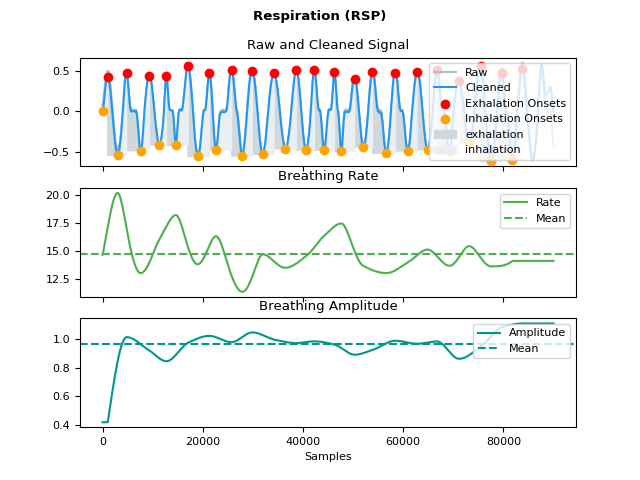 Respiration (RSP)
Raw and Cleaned Signal
0.5
0.0
−0.5
Raw
Cleaned
Exhalation Onsets
Inhalation Onsets
exhalation
inhalation
Breathing Rate
20.0
17.5
15.0
12.5
Rate
Mean
Breathing Amplitude
1.0
0.8
0.6
0.4
Amplitude
Mean
0 20000 40000 60000 80000
Samples